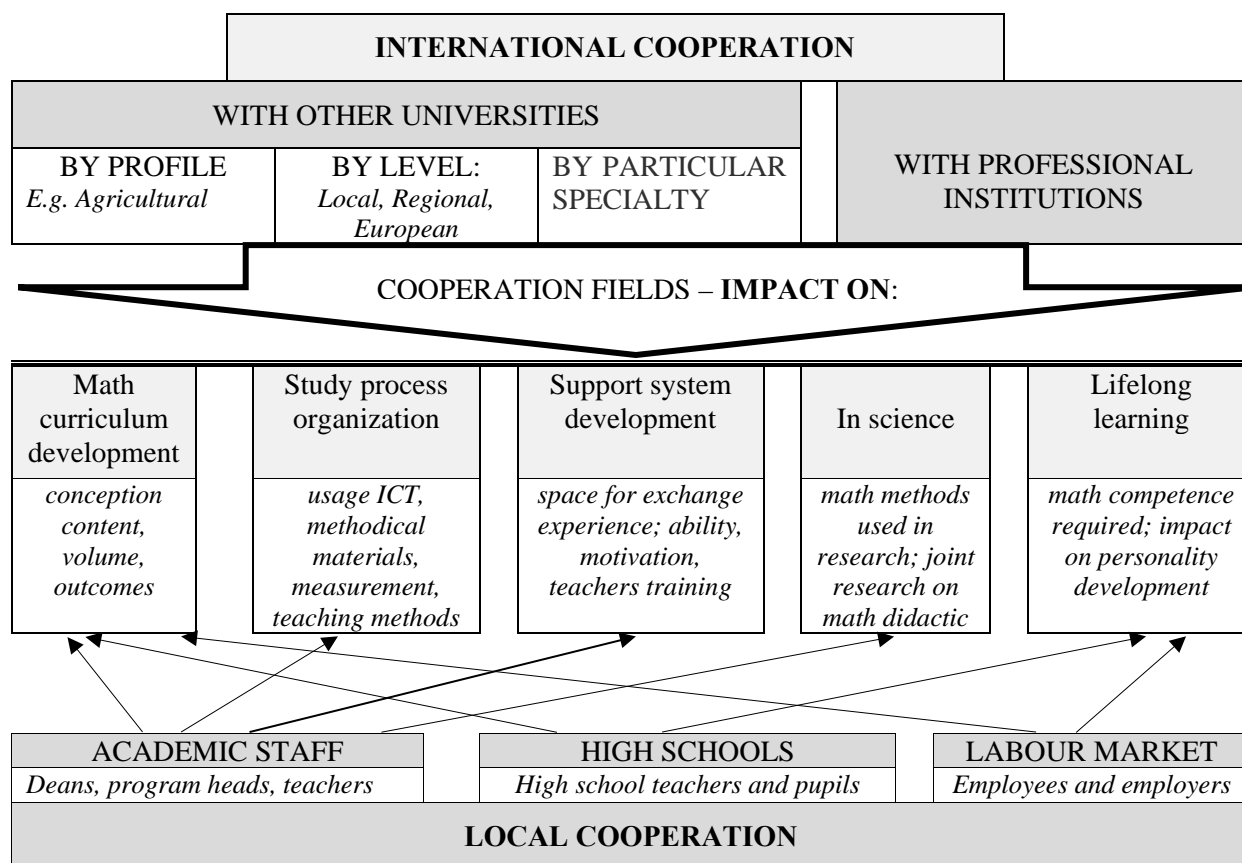 INTERNATIONAL COOPERATION
WITH OTHER UNIVERSITIES
BY PROFILE
E.g. Agricultural
BY LEVEL:
Local, Regional,
European
BY PARTICULAR
SPECIALTY
WITH PROFESSIONAL
INSTITUTIONS
COOPERATION FIELDS – IMPACT ON:
Math
curriculum
development
conception
content,
volume,
outcomes
Study process
organization
usage ICT,
methodical
materials,
measurement,
teaching methods
Support system
development
space for exchange
experience; ability,
motivation,
teachers training
In science
math methods
used in
research; joint
research on
math didactic
Lifelong
learning
math competence
required; impact
on personality
development
ACADEMIC STAFF
Deans, program heads, teachers
HIGH SCHOOLS
High school teachers and pupils
LABOUR MARKET
Employees and employers
LOCAL COOPERATION